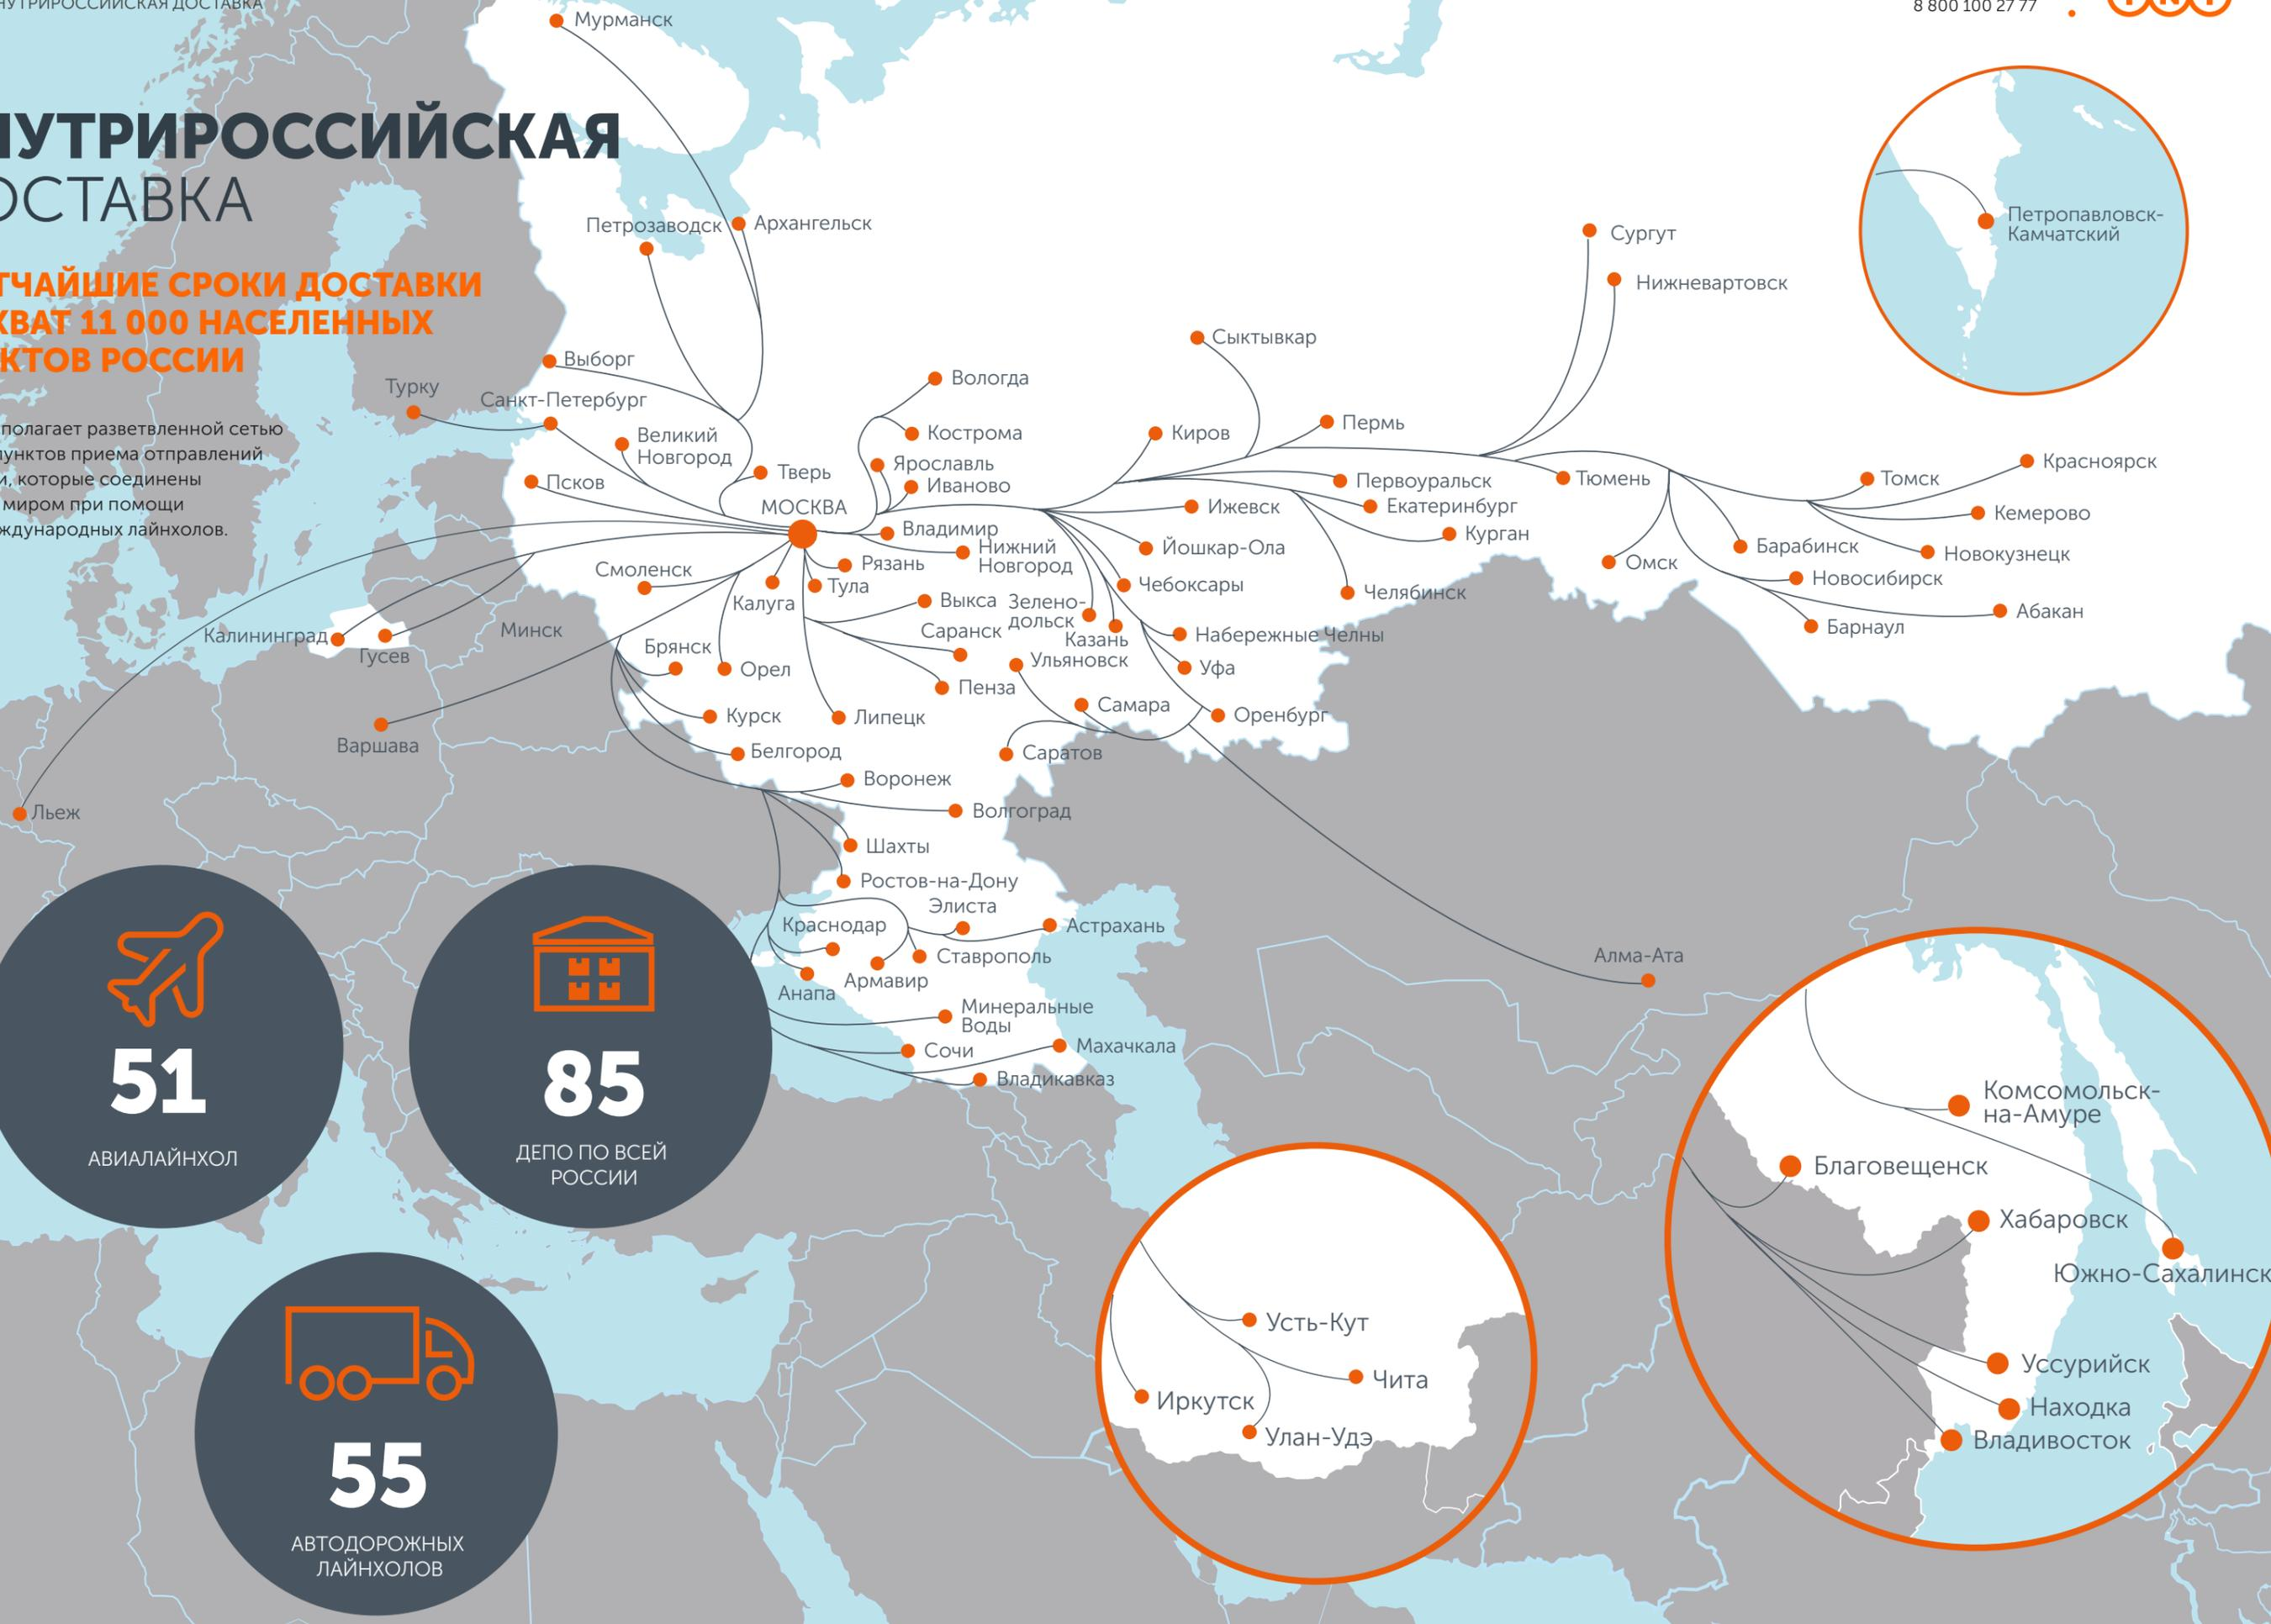 НУТРИРОССИЙСКАЯ ДОСТАВКА
8 800 100 27 77
TNT
НУТРИРОССИЙСКАЯ
ОСТАВКА
ТЧАЙШИЕ СРОКИ ДОСТАВКИ
ХВАТ 11 000 НАСЕЛЕННЫХ
КТОВ РОССИИ
полагает разветвленной сетью
пунктов приема отправлений
и, которые соединены
миром при помощи
ждународных лайнхолов.
Мурманск
Петрозаводск
Архангельск
Сургут
Нижневартовск
Петропавловск-
Камчатский
Сыктывкар
Выборг
Турку
Санкт-Петербург
Вологда
Великий
Новгород
Кострома
Киров
Пермь
Псков
Тверь
Ярославль
Иваново
МОСКВА
Первоуральск
Екатеринбург
Тюмень
Томск
Красноярск
Ижевск
Курган
Кемерово
Владимир
Нижний
Новгород
Йошкар-Ола
Барабинск
Новокузнецк
Смоленск
Рязань
Калуга
Тула
Чебоксары
Челябинск
Омск
Новосибирск
Выкса
Зелено-
дольск
Казань
Абакан
Барнаул
Калининград
Гусев
Минск
Саранск
Набережные Челны
Брянск
Орел
Ульяновск
Уфа
Пенза
Самара
Оренбург
Курск
Липецк
Варшава
Белгород
Саратов
Воронеж
Льеж
Волгоград
Шахты
Ростов-на-Дону
Элиста
Краснодар
Астрахань
Ставрополь
Армавир
Анапа
Алма-Ата
Минеральные
Воды
Сочи
Махачкала
Владикавказ
51
АВИАЛАЙНХОЛ
85
ДЕПО ПО ВСЕЙ
РОССИИ
55
АВТОДОРОЖНЫХ
ЛАЙНХОЛОВ
Усть-Кут
Чита
Иркутск
Улан-Удэ
Комсомольск-
на-Амуре
Благовещенск
Хабаровск
Южно-Сахалинск
Уссурийск
Находка
Владивосток